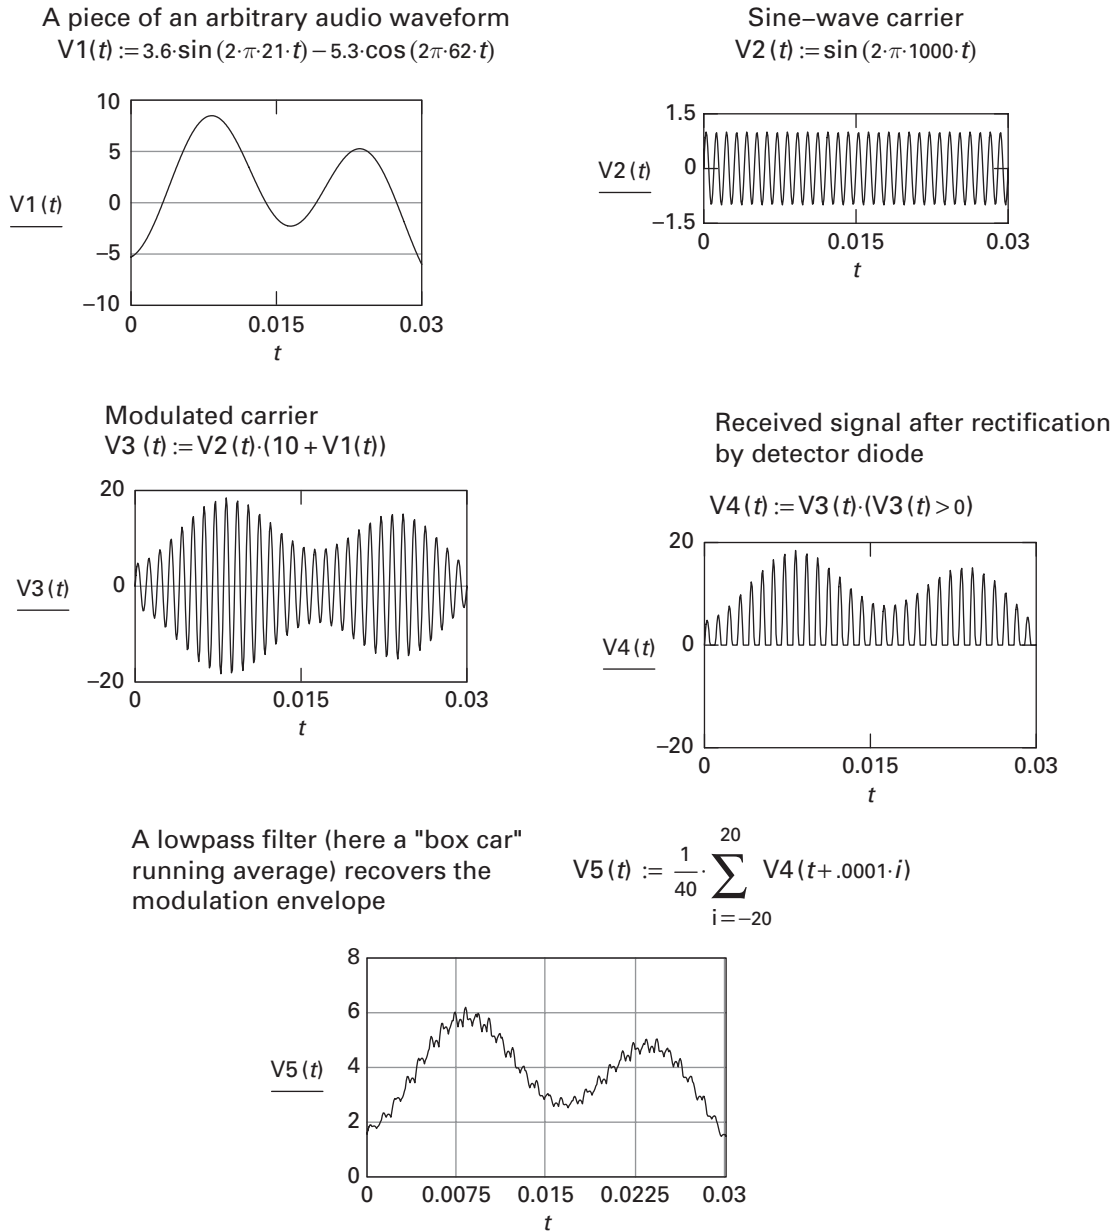 A piece of an arbitrary audio waveform
V1(t) := 3.6·sin (2·π·21·t) – 5.3·cos (2π·62·t)
10
5
0
–5
–10
V1(t)
0 0.015 0.03
t
Sine–wave carrier
V2(t) := sin (2·π·1000·t)
1.5
0
–1.5
V2(t)
0 0.015 0.03
t
Modulated carrier
V3 (t) := V2(t)·(10 + V1(t))
20
0
–20
V3(t)
0 0.015 0.03
t
Received signal after rectification
by detector diode
V4(t) := V3(t)·(V3(t) > 0)
20
0
–20
V4(t)
0 0.015 0.03
t
A lowpass filter (here a "box car"
running average) recovers the
modulation envelope
V5(t) := 1/40 · ∑ V4(t+.0001·i)
20
i = –20
8
6
4
2
0
V5(t)
0 0.0075 0.015 0.0225 0.03
t